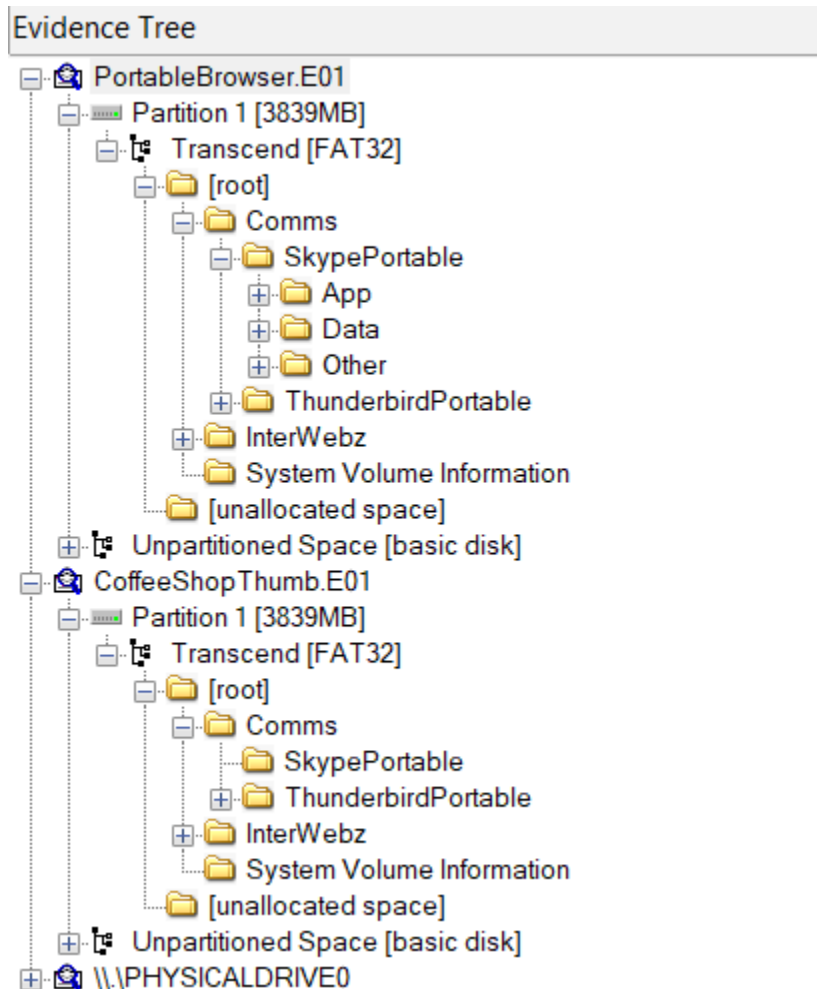 Evidence Tree
PortableBrowser.E01
Partition 1 [3839MB]
Transcend [FAT32]
[root]
Comms
SkypePortable
App
Data
Other
ThunderbirdPortable
InterWebz
System Volume Information
[unallocated space]
Unpartitioned Space [basic disk]
CoffeeShopThumb.E01
Partition 1 [3839MB]
Transcend [FAT32]
[root]
Comms
SkypePortable
ThunderbirdPortable
InterWebz
System Volume Information
[unallocated space]
Unpartitioned Space [basic disk]
\\.\PHYSICALDRIVE0